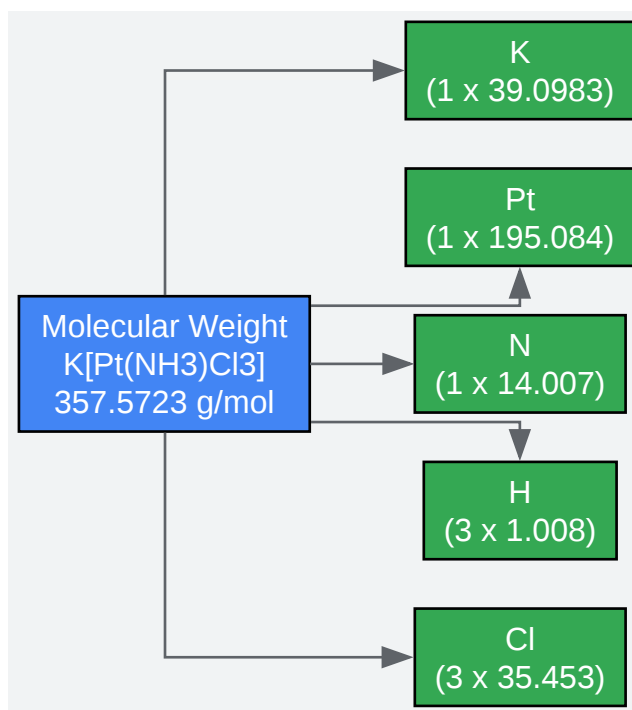 K
(1 x 39.0983)
Pt
(1 x 195.084)
Molecular Weight
K[Pt(NH3)Cl3]
357.5723 g/mol
N
(1 x 14.007)
H
(3 x 1.008)
Cl
(3 x 35.453)